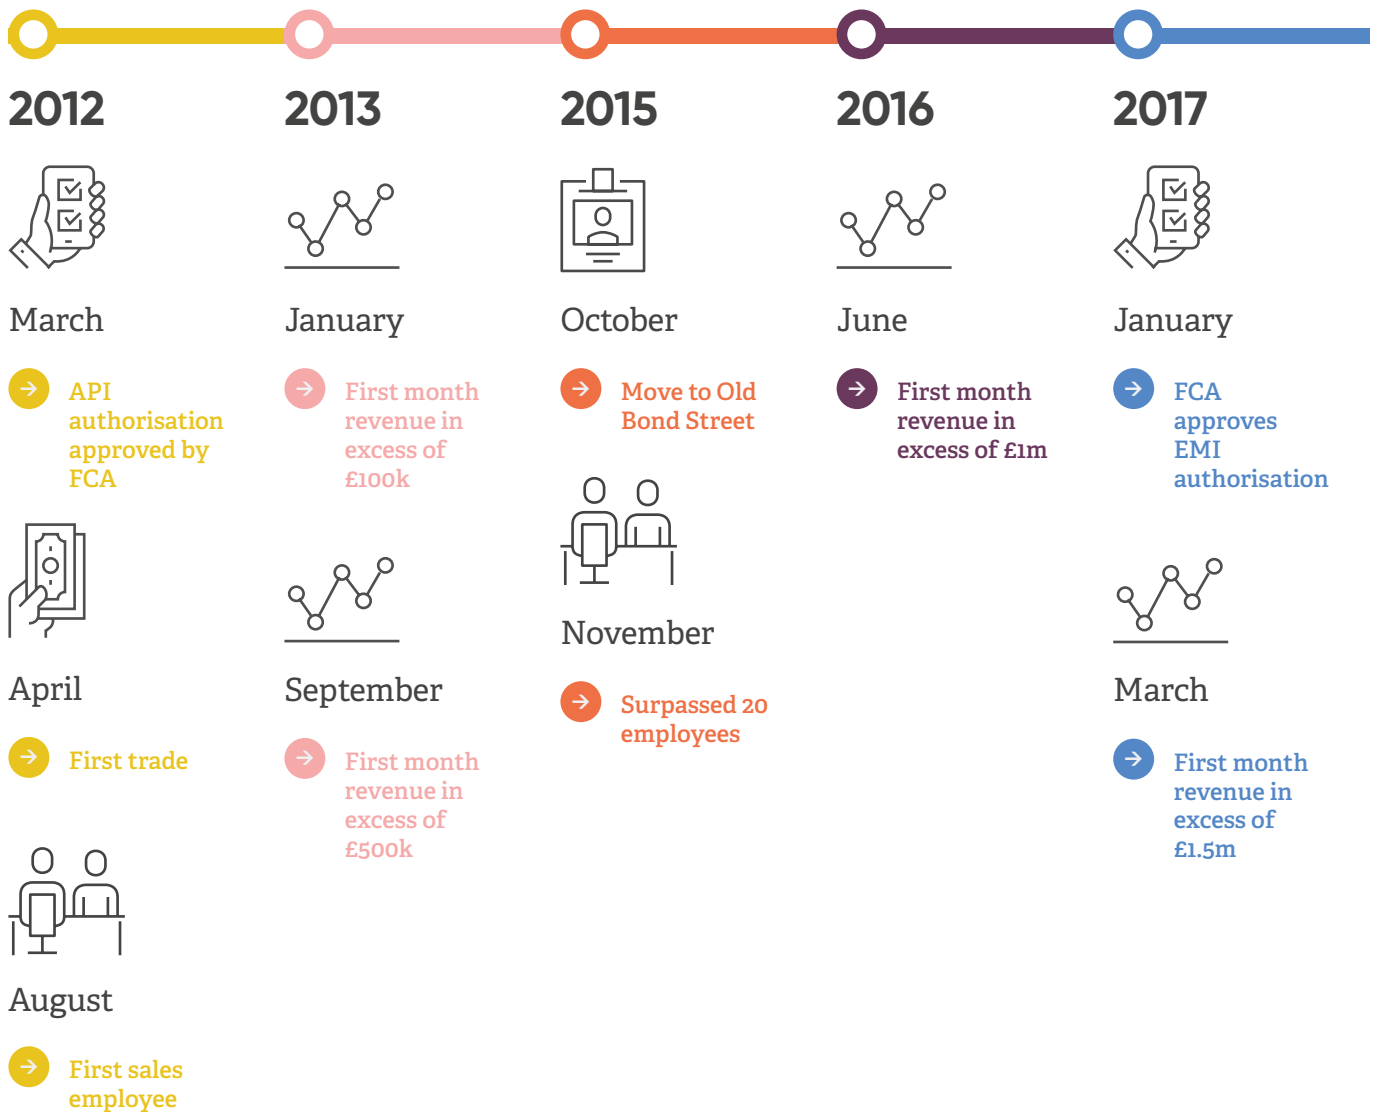 2012
March
API
authorisation
approved by
FCA
April
First trade
August
First sales
employee
2013
January
First month
revenue in
excess of
£100k
September
First month
revenue in
excess of
£500k
2015
October
Move to Old
Bond Street
November
Surpassed 20
employees
2016
June
First month
revenue in
excess of £1m
2017
January
FCA
approves
EMI
authorisation
March
First month
revenue in
excess of
£1.5m